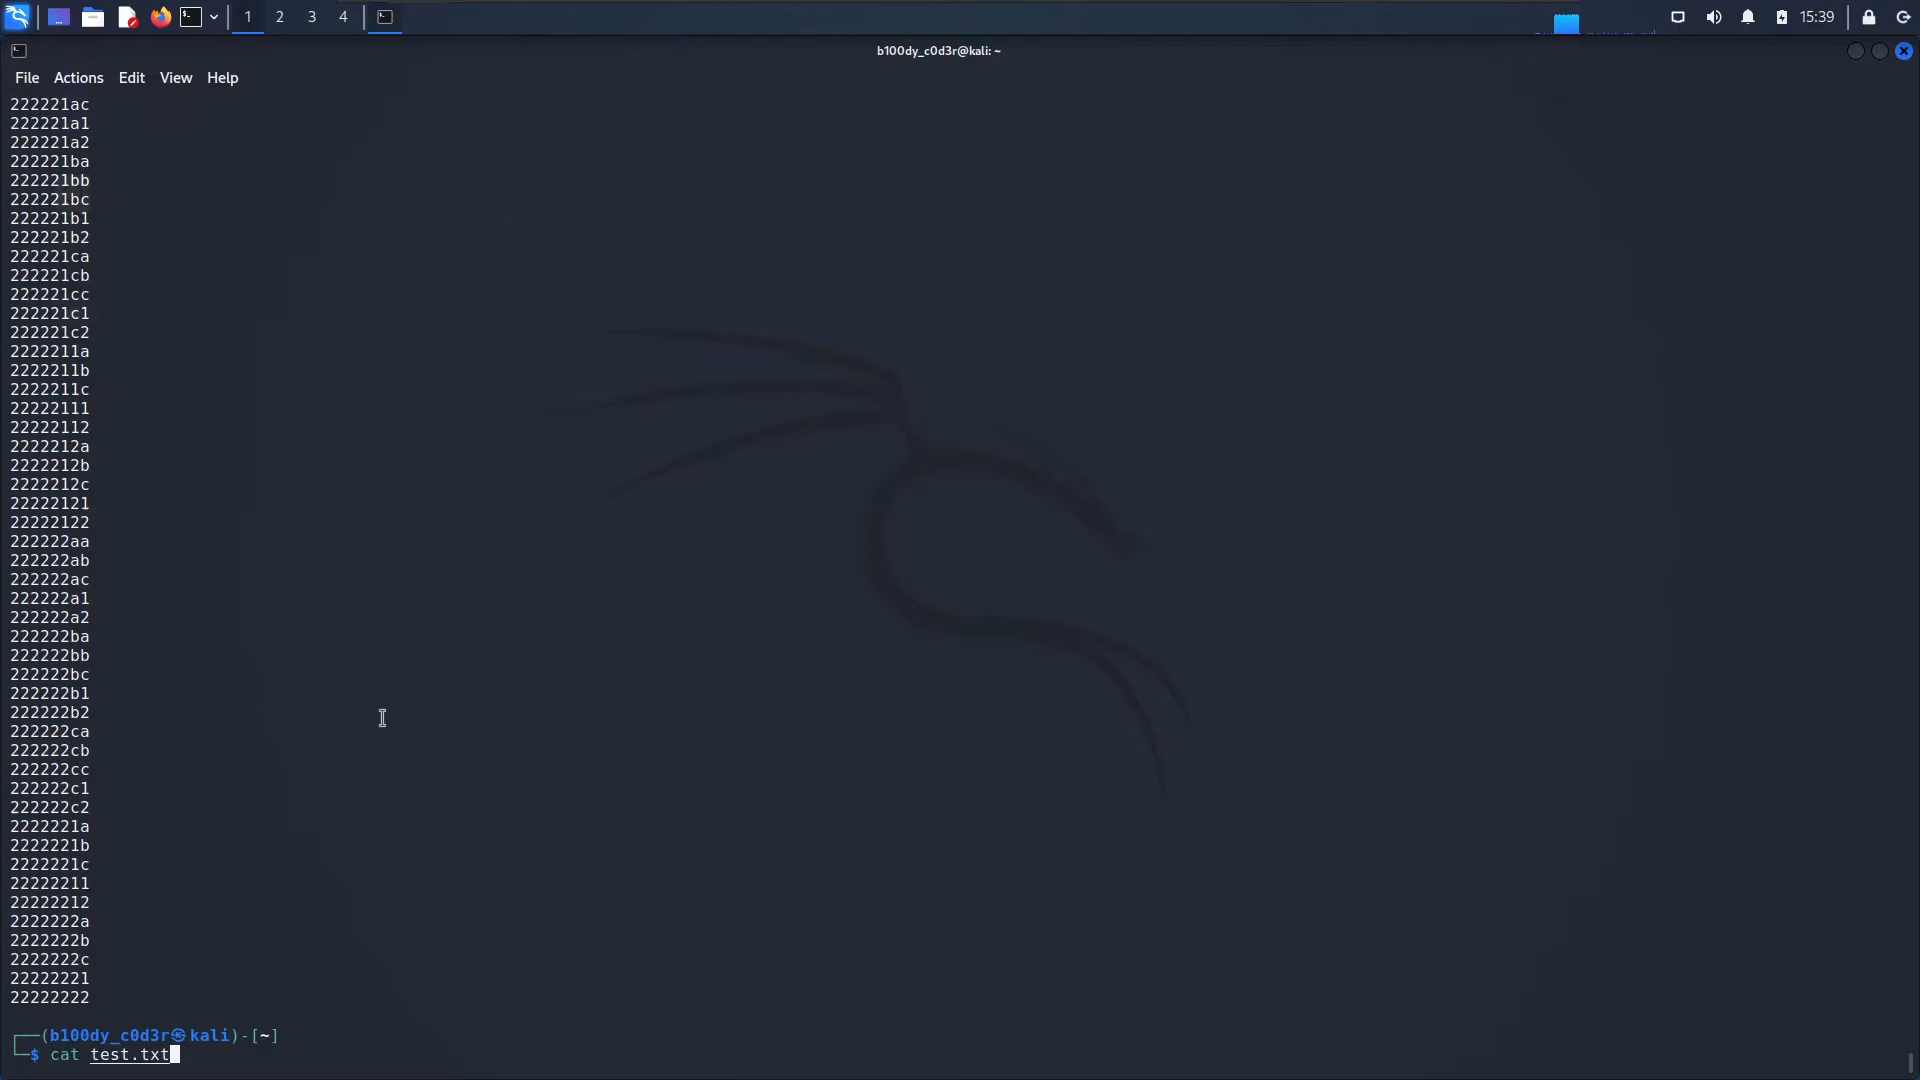 1
2
3
4
15:39
b100dy_c0d3r@kali: ~
File Actions Edit View Help
222221ac
222221a1
222221a2
222221ba
222221bb
222221bc
222221b1
222221b2
222221ca
222221cb
222221cc
222221c1
222221c2
2222211a
2222211b
2222211c
22222111
22222112
2222212a
2222212b
2222212c
22222121
22222122
222222aa
222222ab
222222ac
222222a1
222222a2
222222ba
222222bb
222222bc
222222b1
222222b2
222222ca
222222cb
222222cc
222222c1
222222c2
2222221a
2222221b
2222221c
22222211
22222212
2222222a
2222222b
2222222c
22222221
22222222
┌──(b100dy_c0d3r㉿kali)-[~]
└─$ cat test.txt